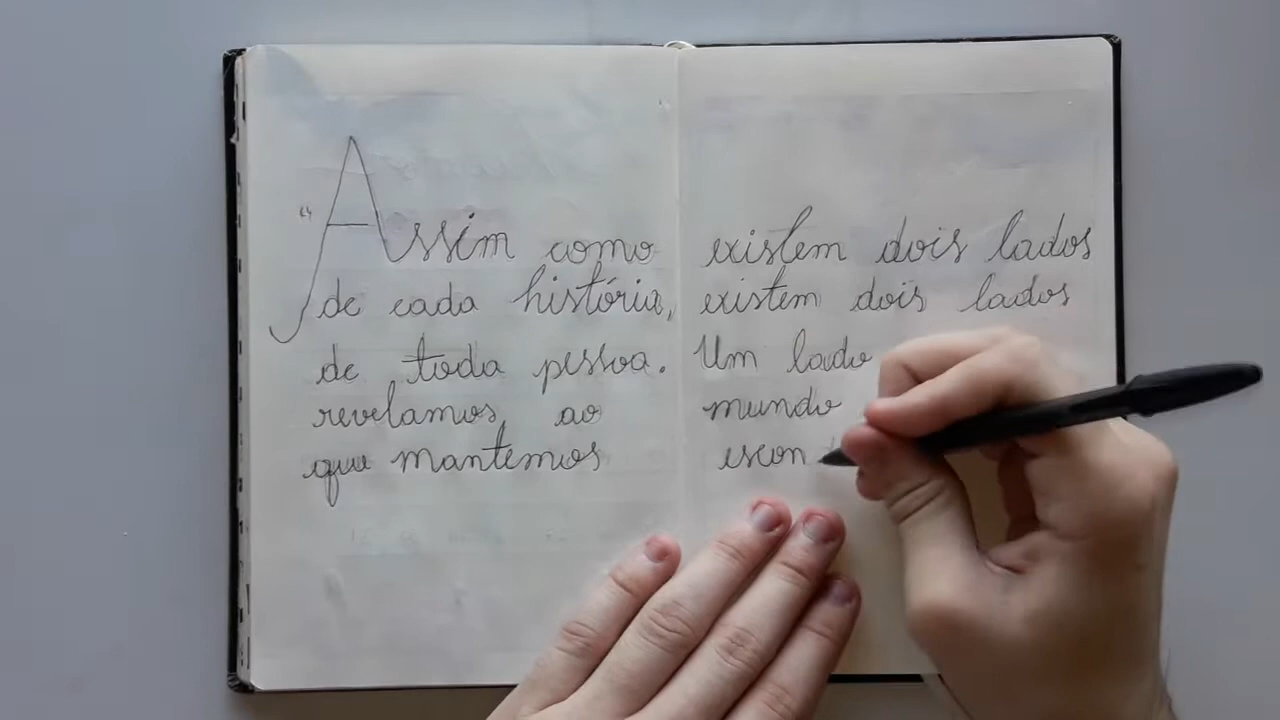 "Assim como existem dois lados
de cada história, existem dois lados
de toda pessoa. Um lado
revelamos ao mundo
que mantemos escon